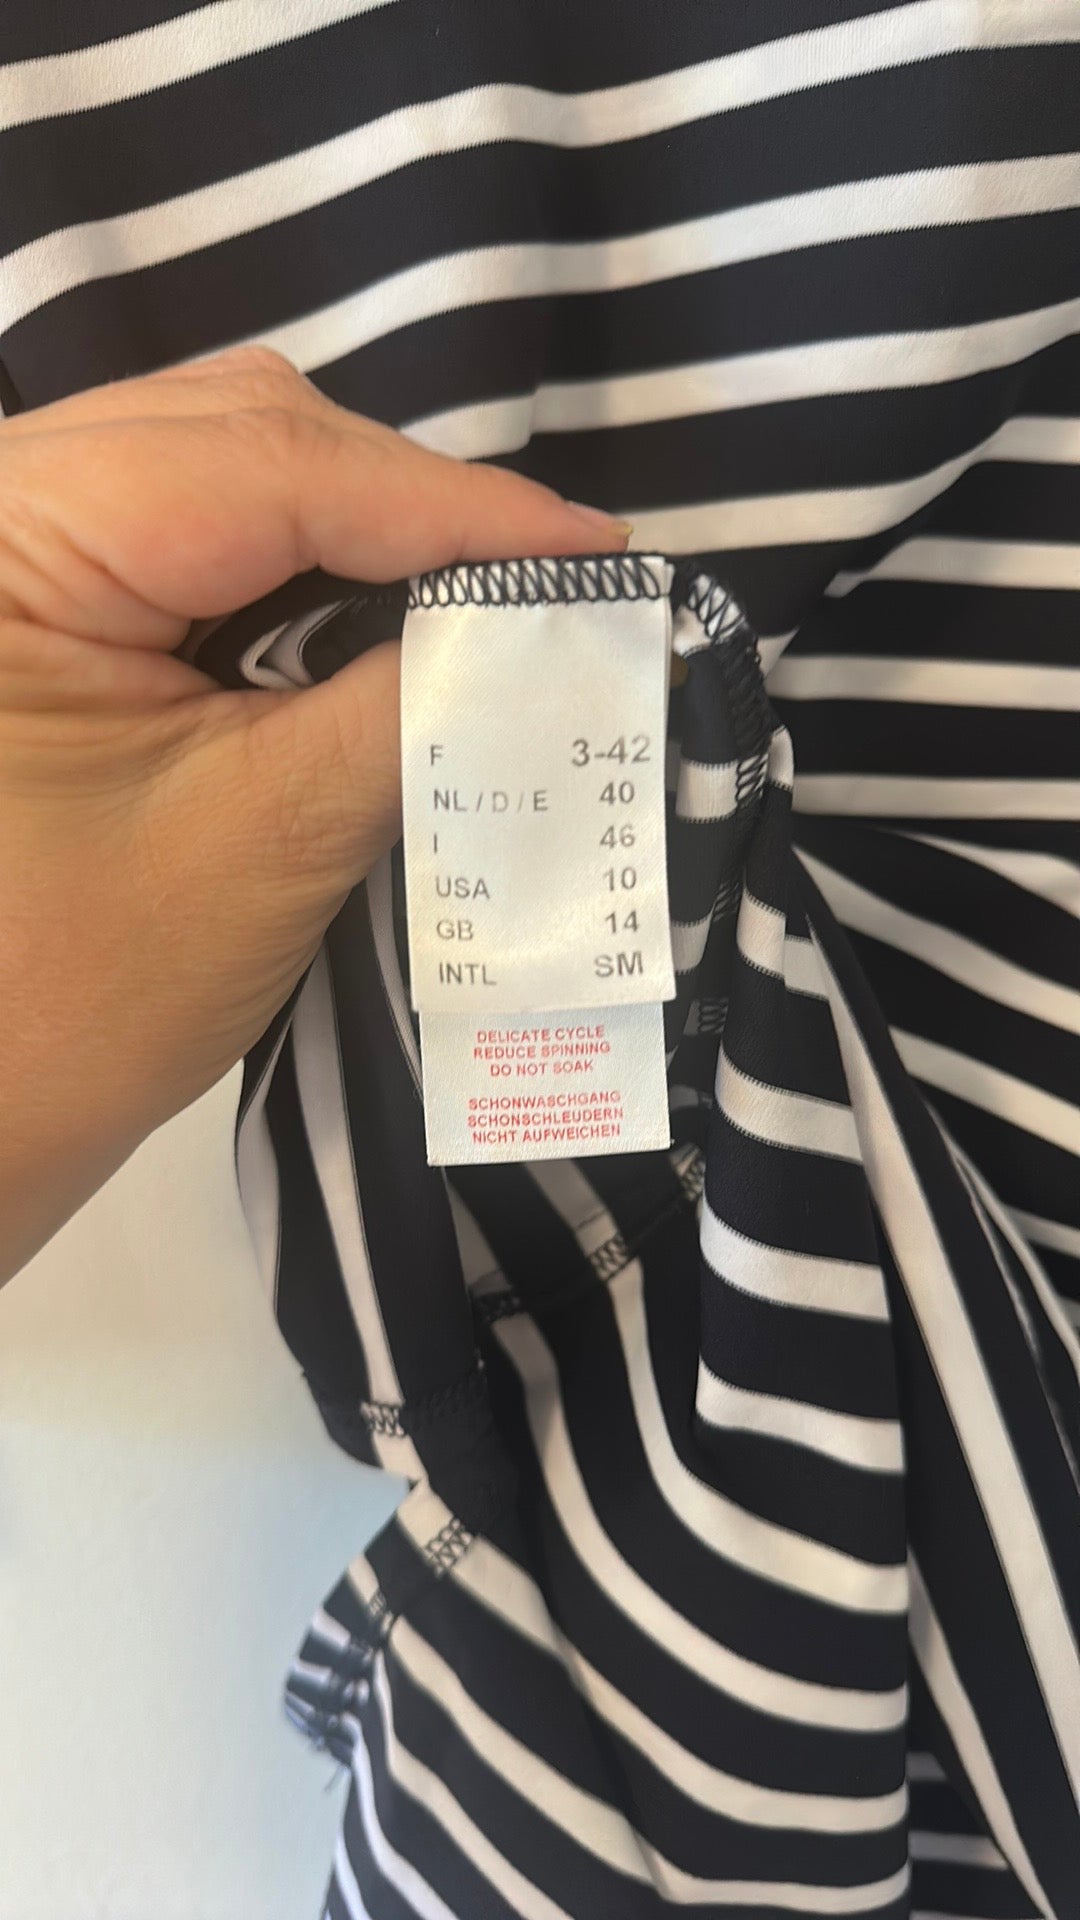 F 3-42
NL / D / E 40
I 46
USA 10
GB 14
INTL SM
DELICATE CYCLE
REDUCE SPINNING
DO NOT SOAK
SCHONWASCHGANG
SCHONSCHLEUDERN
NICHT AUFWEICHEN